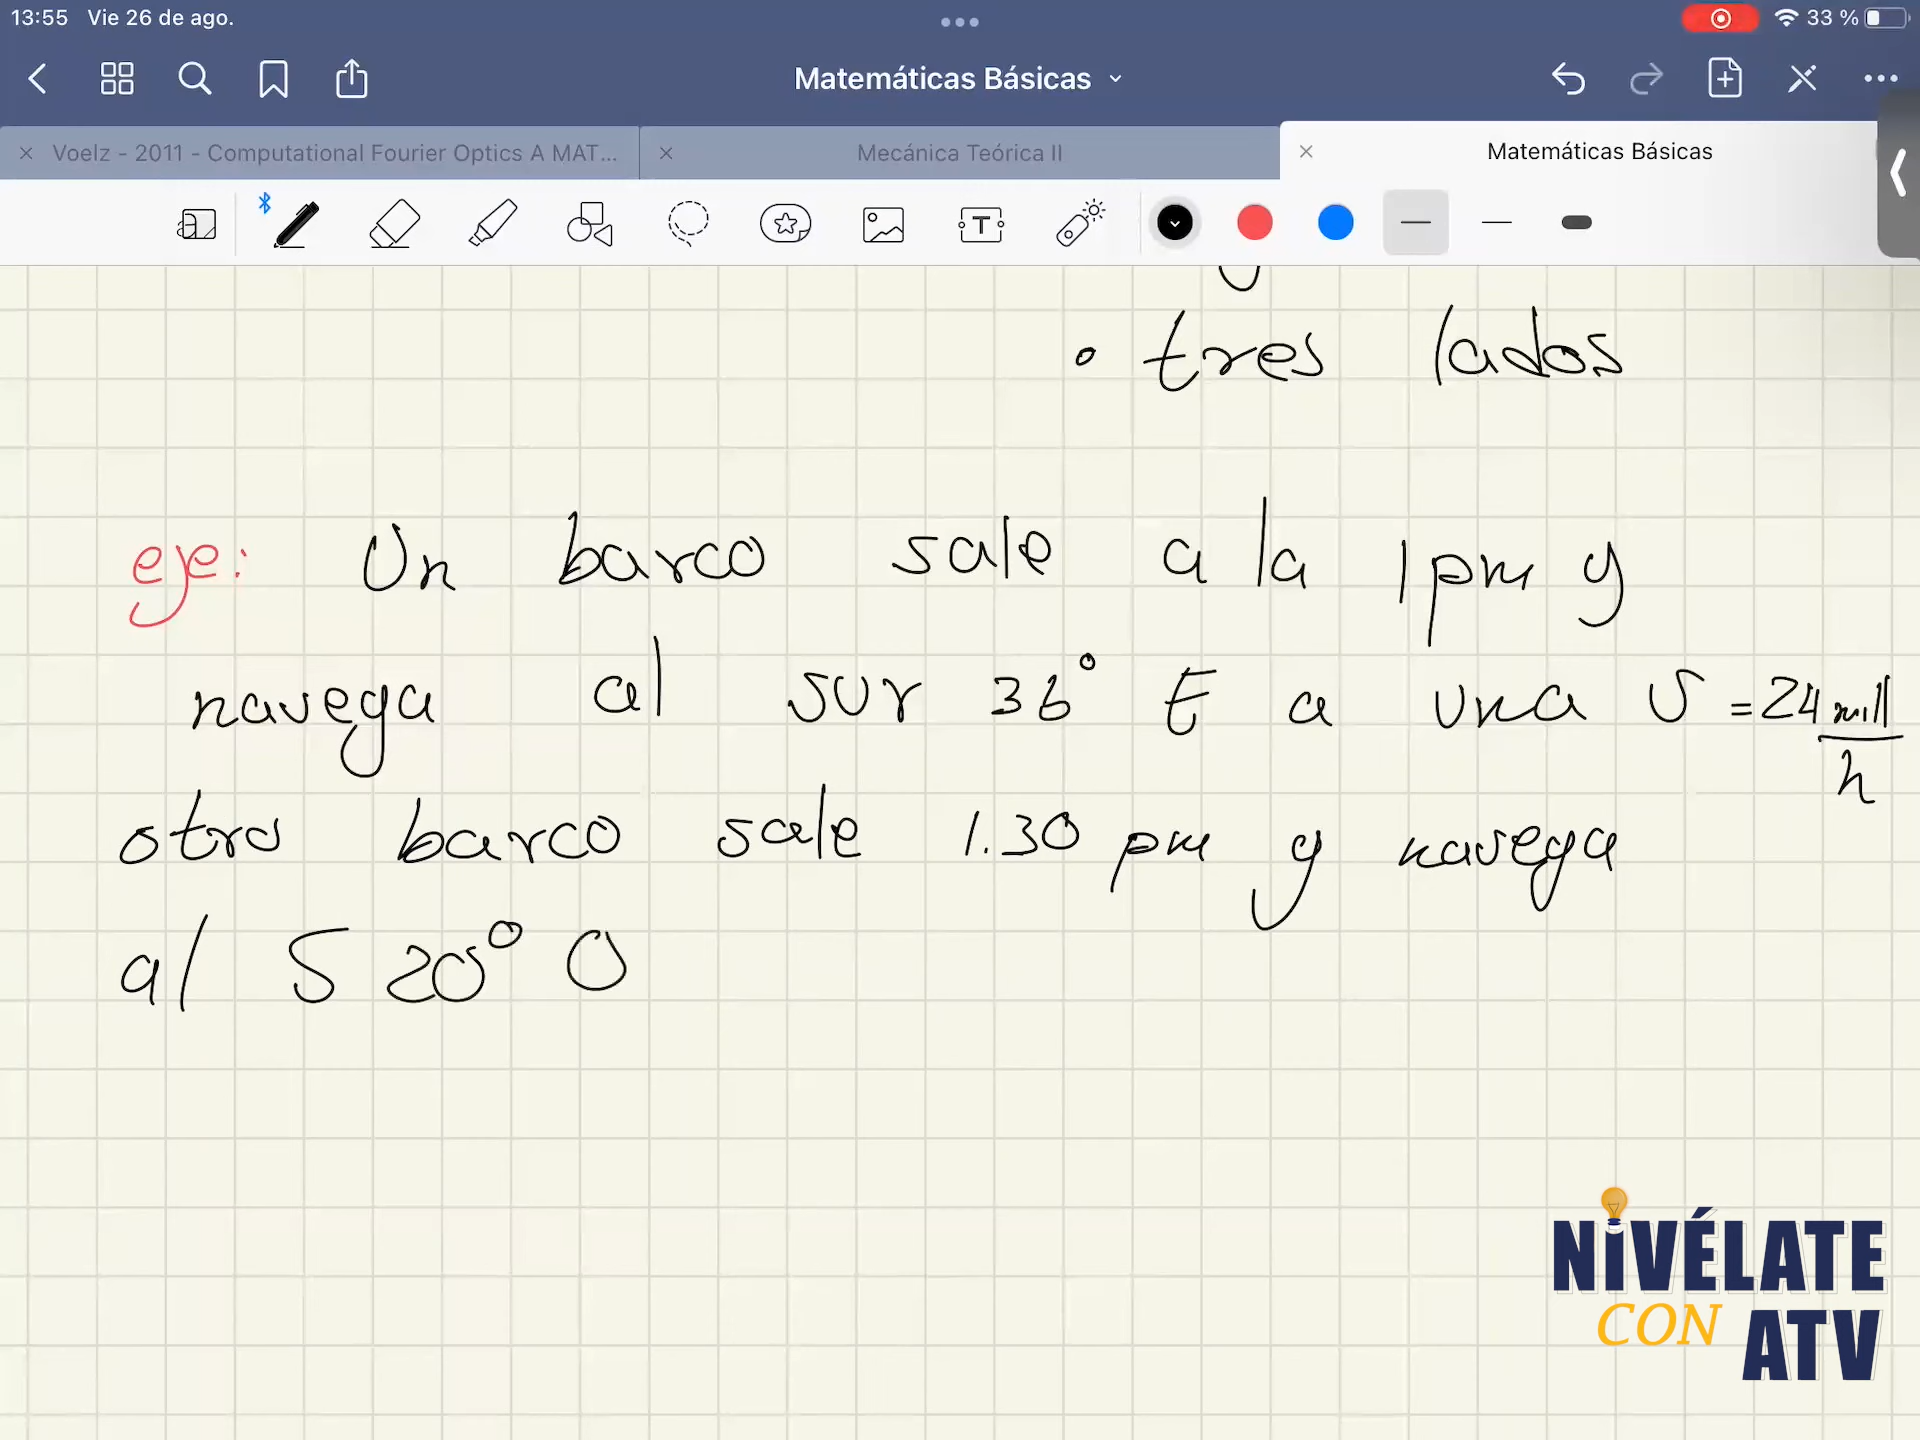 13:55 Vie 26 de ago.
33 %
Matemáticas Básicas
Voelz - 2011 - Computational Fourier Optics A MAT...
Mecánica Teórica II
Matemáticas Básicas
• tres lados
eje: Un barco sale a la 1pm y
navega al sur 36° E a una v = 24 mill/h
otro barco sale 1.30 pm y navega
al S 20° O
NIVÉLATE
CON
ATV